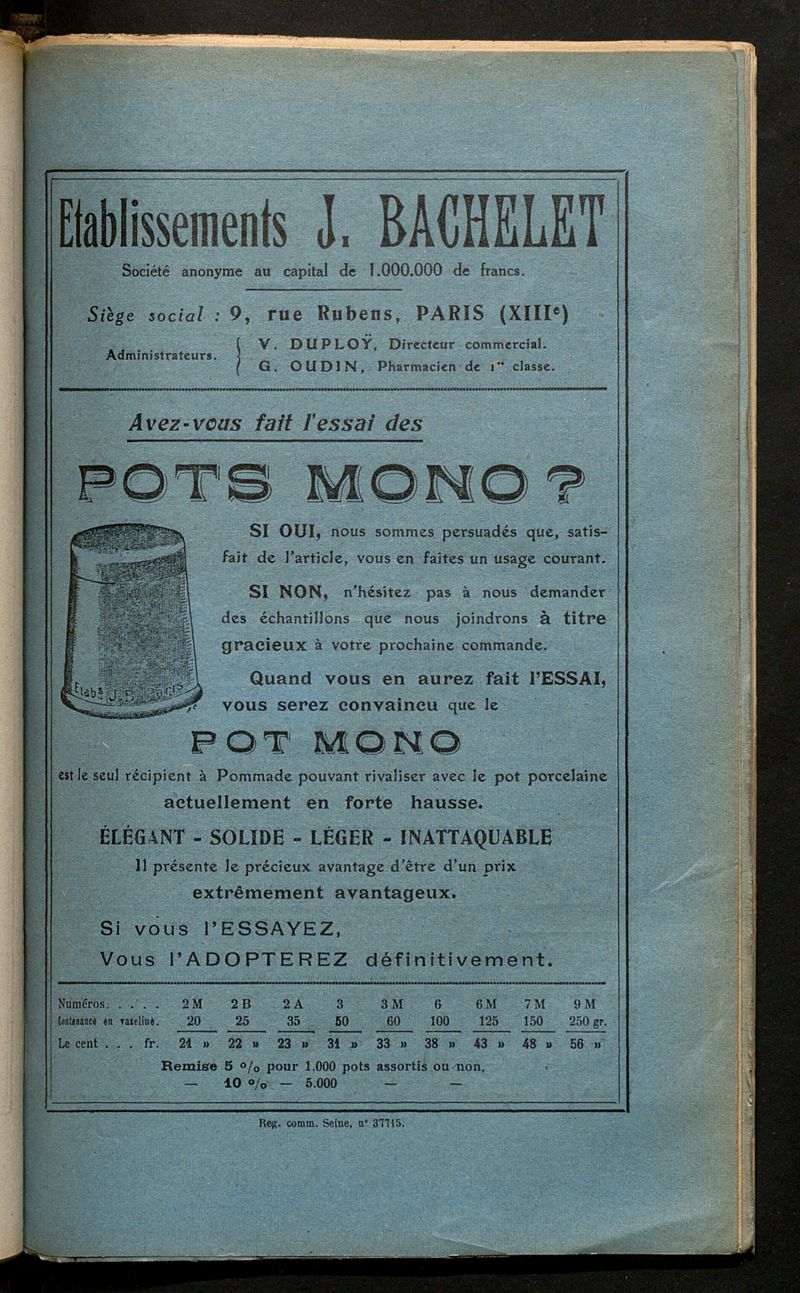 Etablissements J. BACHELET
Société anonyme au capital de 1.000.000 de francs.
Siège social : 9, rue Rubens, PARIS (XIIIe)
Administrateurs.
V. DUPLOŸ, Directeur commercial.
G. OUDIN, Pharmacien de 1re classe.
Avez-vous fait l'essai des
POTS MONO ?
SI OUI, nous sommes persuadés que, satis-
fait de l'article, vous en faites un usage courant.
SI NON, n'hésitez pas à nous demander
des échantillons que nous joindrons à titre
gracieux à votre prochaine commande.
Quand vous en aurez fait l'ESSAI,
vous serez convaincu que le
Etabts J. B
POT MONO
est le seul récipient à Pommade pouvant rivaliser avec le pot porcelaine
actuellement en forte hausse.
ÉLÉGANT - SOLIDE - LÉGER - INATTAQUABLE
Il présente le précieux avantage d'être d'un prix
extrêmement avantageux.
Si vous l'ESSAYEZ,
Vous l'ADOPTEREZ définitivement.
Numéros. . . . . 2 M 2 B 2 A 3 3 M 6 6 M 7 M 9 M
Contenance en vaseline. 20 25 35 50 60 100 125 150 250 gr.
Le cent . . . fr. 21 » 22 » 23 » 31 » 33 » 38 » 43 » 48 » 56 »
Remise 5 % pour 1.000 pots assortis ou non.
— 10 % — 5.000 — —
Reg. comm. Seine, n° 37715.